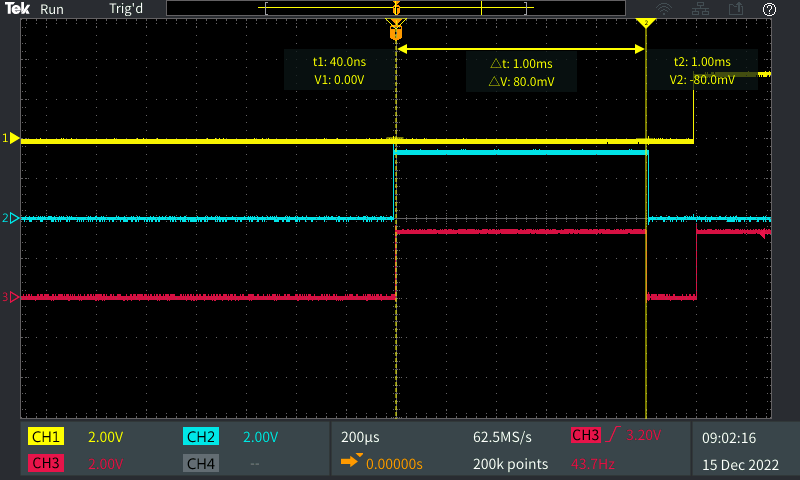 Tek Run Trig'd
T
2
T
t1: 40.0ns
V1: 0.00V
△t: 1.00ms
△V: 80.0mV
t2: 1.00ms
V2: -80.0mV
1
2
3
CH1 2.00V CH2 2.00V
CH3 2.00V CH4 --
200µs 62.5MS/s CH3 3.20V
0.00000s 200k points 43.7Hz
09:02:16
15 Dec 2022